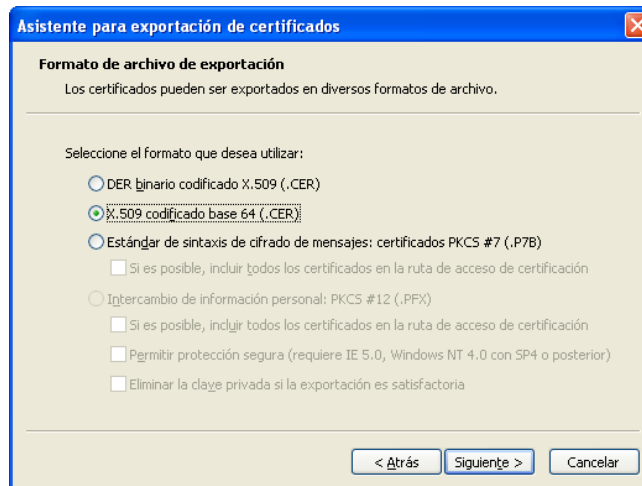 Asistente para exportación de certificados
Formato de archivo de exportación
Los certificados pueden ser exportados en diversos formatos de archivo.
Seleccione el formato que desea utilizar:
DER binario codificado X.509 (.CER)
X.509 codificado base 64 (.CER)
Estándar de sintaxis de cifrado de mensajes: certificados PKCS #7 (.P7B)
Si es posible, incluir todos los certificados en la ruta de acceso de certificación
Intercambio de información personal: PKCS #12 (.PFX)
Si es posible, incluir todos los certificados en la ruta de acceso de certificación
Permitir protección segura (requiere IE 5.0, Windows NT 4.0 con SP4 o posterior)
Eliminar la clave privada si la exportación es satisfactoria
< Atrás Siguiente > Cancelar